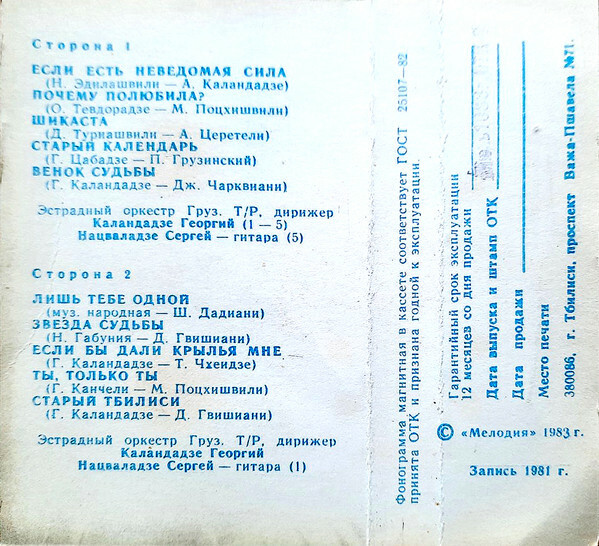 Сторона 1
ЕСЛИ ЕСТЬ НЕВЕДОМАЯ СИЛА
(Н. Эдилашвили — А. Каландадзе)
ПОЧЕМУ ПОЛЮБИЛА?
(О. Тевдорадзе — М. Поцхишвили)
ШИКАСТА
(Д. Туриашвили — А. Церетели)
СТАРЫЙ КАЛЕНДАРЬ
(Г. Цабадзе — П. Грузинский)
ВЕНОК СУДЬБЫ
(Г. Каландадзе — Дж. Чарквиани)
Эстрадный оркестр Груз. Т/Р, дирижер
Каландадзе Георгий (1 — 5)
Нацваладзе Сергей — гитара (5)
Сторона 2
ЛИШЬ ТЕБЕ ОДНОЙ
(муз. народная — Ш. Дадиани)
ЗВЕЗДА СУДЬБЫ
(Н. Габуния — Д. Гвишиани)
ЕСЛИ БЫ ДАЛИ КРЫЛЬЯ МНЕ
(Г. Каландадзе — Т. Чхеидзе)
ТЫ, ТОЛЬКО ТЫ
(Г. Канчели — М. Поцхишвили)
СТАРЫЙ ТБИЛИСИ
(Г. Каландадзе — Д. Гвишиани)
Эстрадный оркестр Груз. Т/Р, дирижер
Каландадзе Георгий
Нацваладзе Сергей — гитара (1)
Фонограмма магнитная в кассете соответствует ГОСТ 25107—82
принята ОТК и признана годной к эксплуатации.
Гарантийный срок эксплуатации
12 месяцев со дня продажи
Дата выпуска и штамп ОТК
Дата продажи
Место печати
380086, г. Тбилиси, проспект Важа-Пшавела №71.
© «Мелодия» 1983 г.
Запись 1981 г.